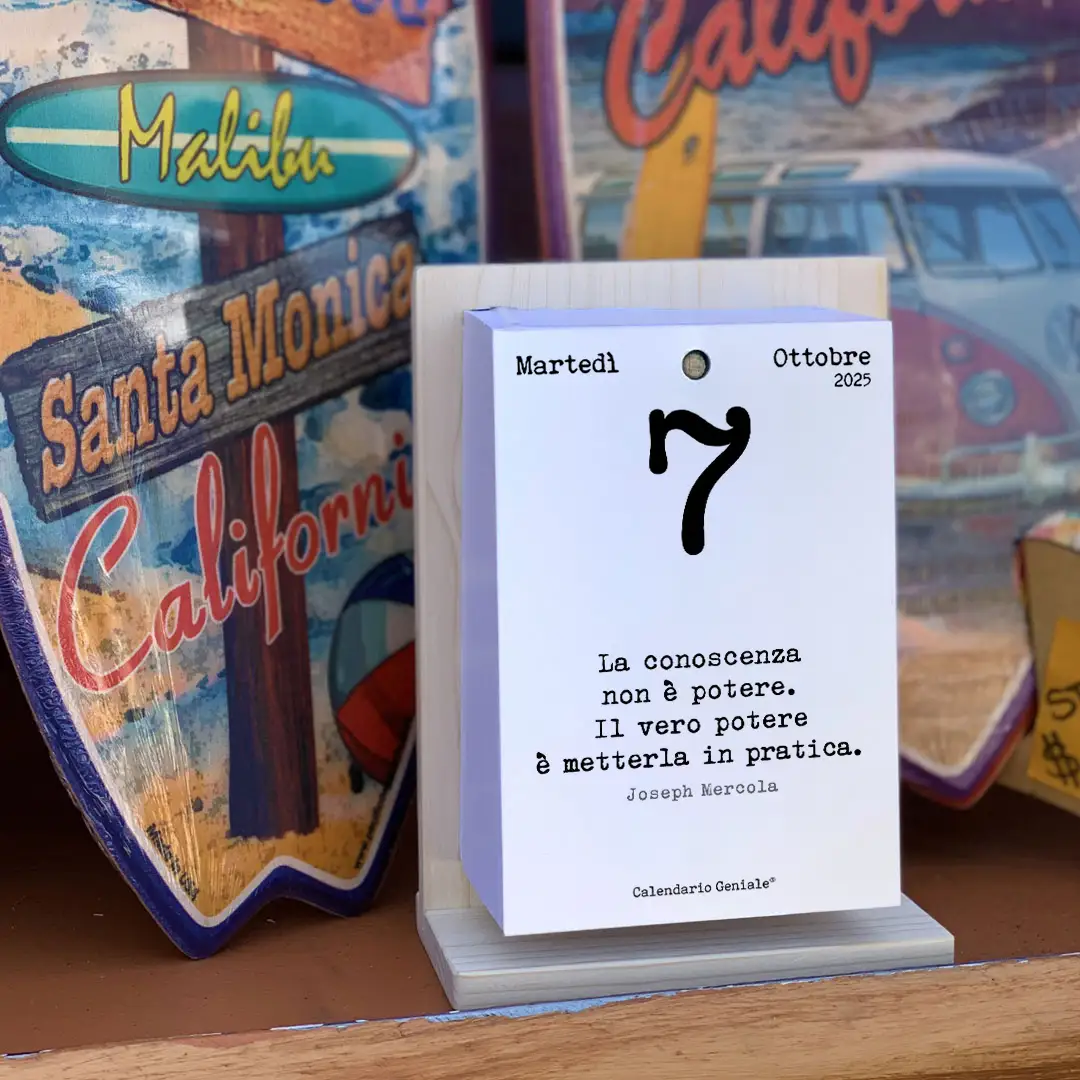 Malibu
Santa Monica
California
Martedì
Ottobre
2025
7
La conoscenza
non è potere.
Il vero potere
è metterla in pratica.
Joseph Mercola
Calendario Geniale®